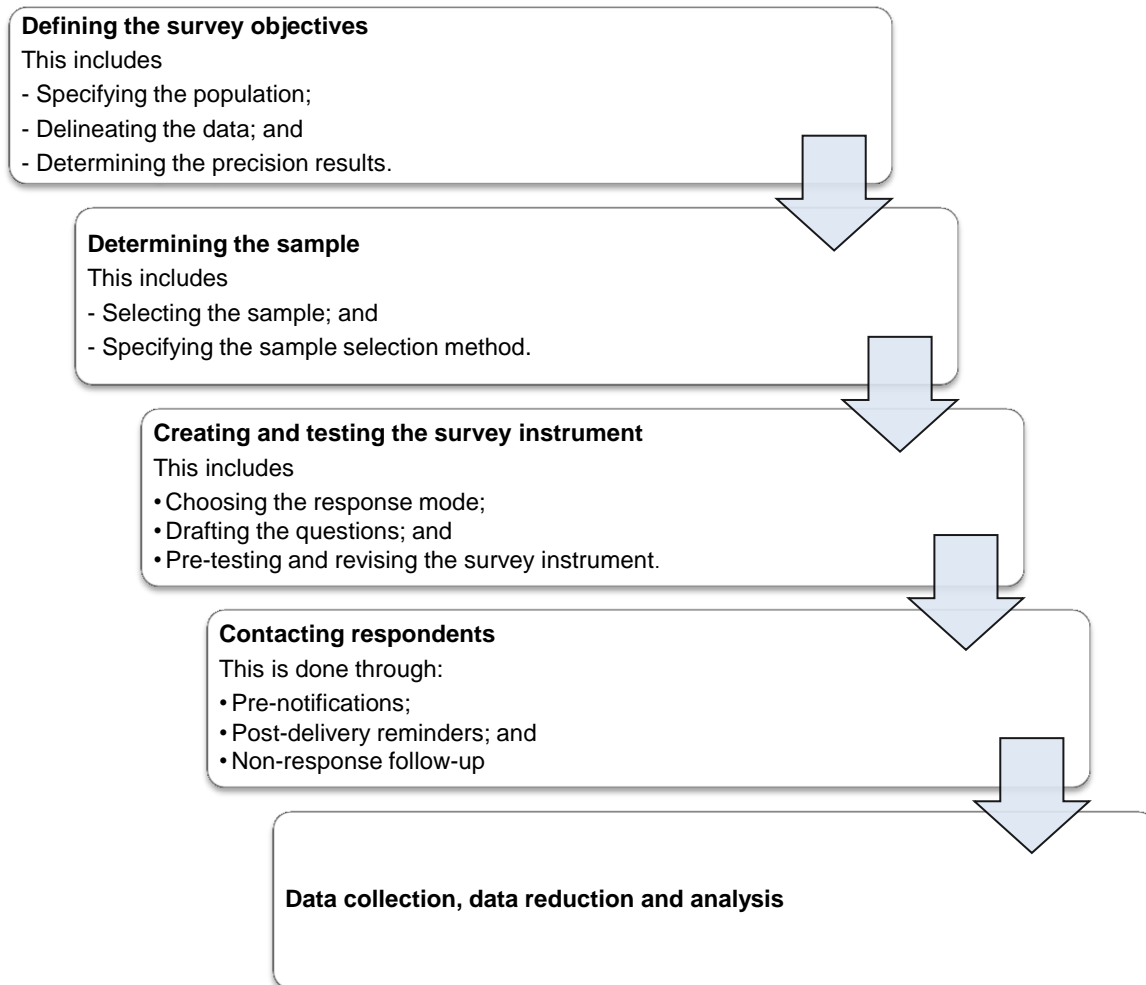 Defining the survey objectives
This includes
- Specifying the population;
- Delineating the data; and
- Determining the precision results.
Determining the sample
This includes
- Selecting the sample; and
- Specifying the sample selection method.
Creating and testing the survey instrument
This includes
• Choosing the response mode;
• Drafting the questions; and
• Pre-testing and revising the survey instrument.
Contacting respondents
This is done through:
• Pre-notifications;
• Post-delivery reminders; and
• Non-response follow-up
Data collection, data reduction and analysis